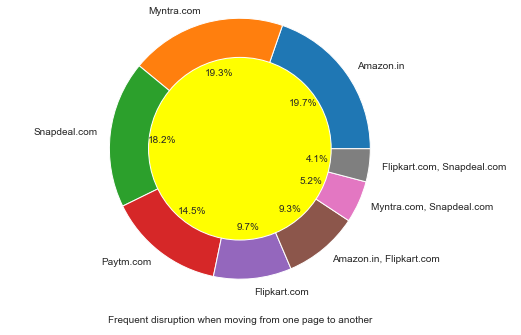 Myntra.com
Amazon.in
19.3%
19.7%
Snapdeal.com
18.2%
4.1%
Flipkart.com, Snapdeal.com
5.2%
Myntra.com, Snapdeal.com
14.5%
9.3%
9.7%
Paytm.com
Amazon.in, Flipkart.com
Flipkart.com
Frequent disruption when moving from one page to another